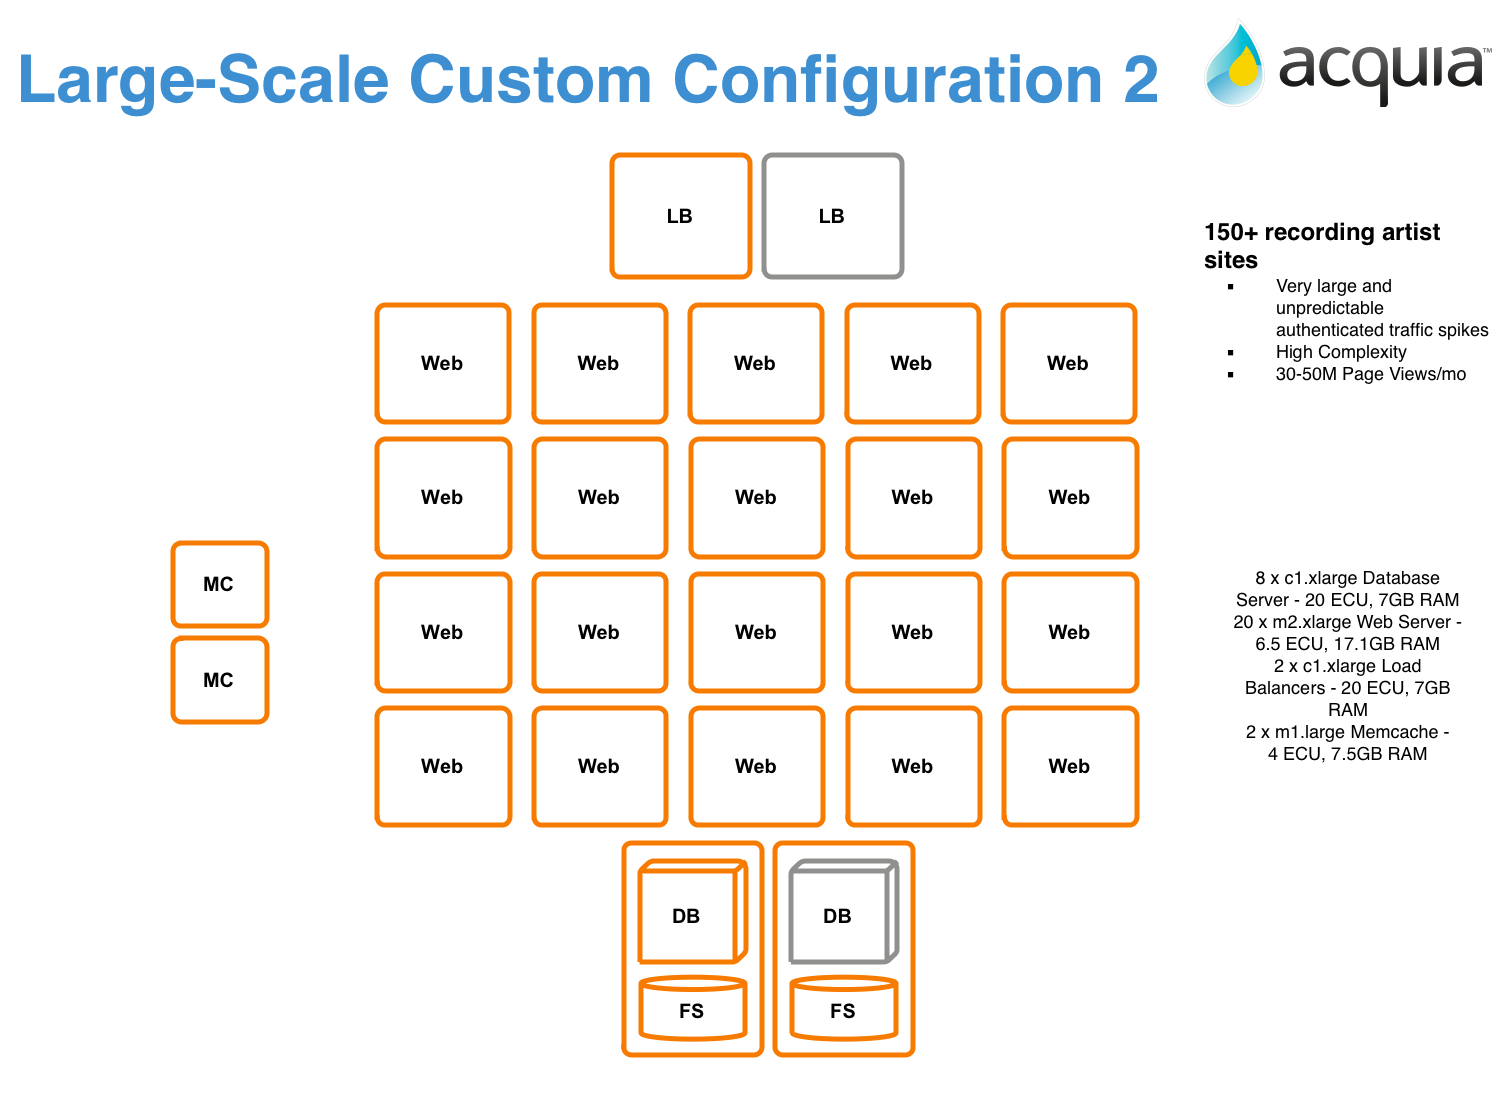 Large-Scale Custom Configuration 2
acquia™
LB
LB
150+ recording artist
sites
▪ Very large and
unpredictable
authenticated traffic spikes
▪ High Complexity
▪ 30-50M Page Views/mo
Web
Web
Web
Web
Web
Web
Web
Web
Web
Web
MC
MC
Web
Web
Web
Web
Web
Web
Web
Web
Web
Web
8 x c1.xlarge Database
Server - 20 ECU, 7GB RAM
20 x m2.xlarge Web Server -
6.5 ECU, 17.1GB RAM
2 x c1.xlarge Load
Balancers - 20 ECU, 7GB
RAM
2 x m1.large Memcache -
4 ECU, 7.5GB RAM
DB
DB
FS
FS